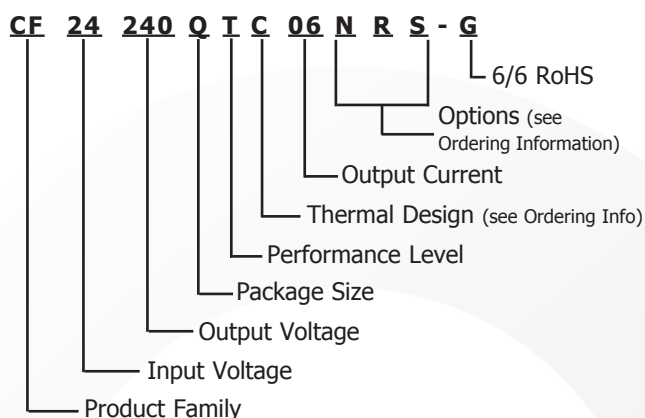 CF 24 240 Q T C 06 N R S - G
6/6 RoHS
Options (see
Ordering Information)
Output Current
Thermal Design (see Ordering Info)
Performance Level
Package Size
Output Voltage
Input Voltage
Product Family